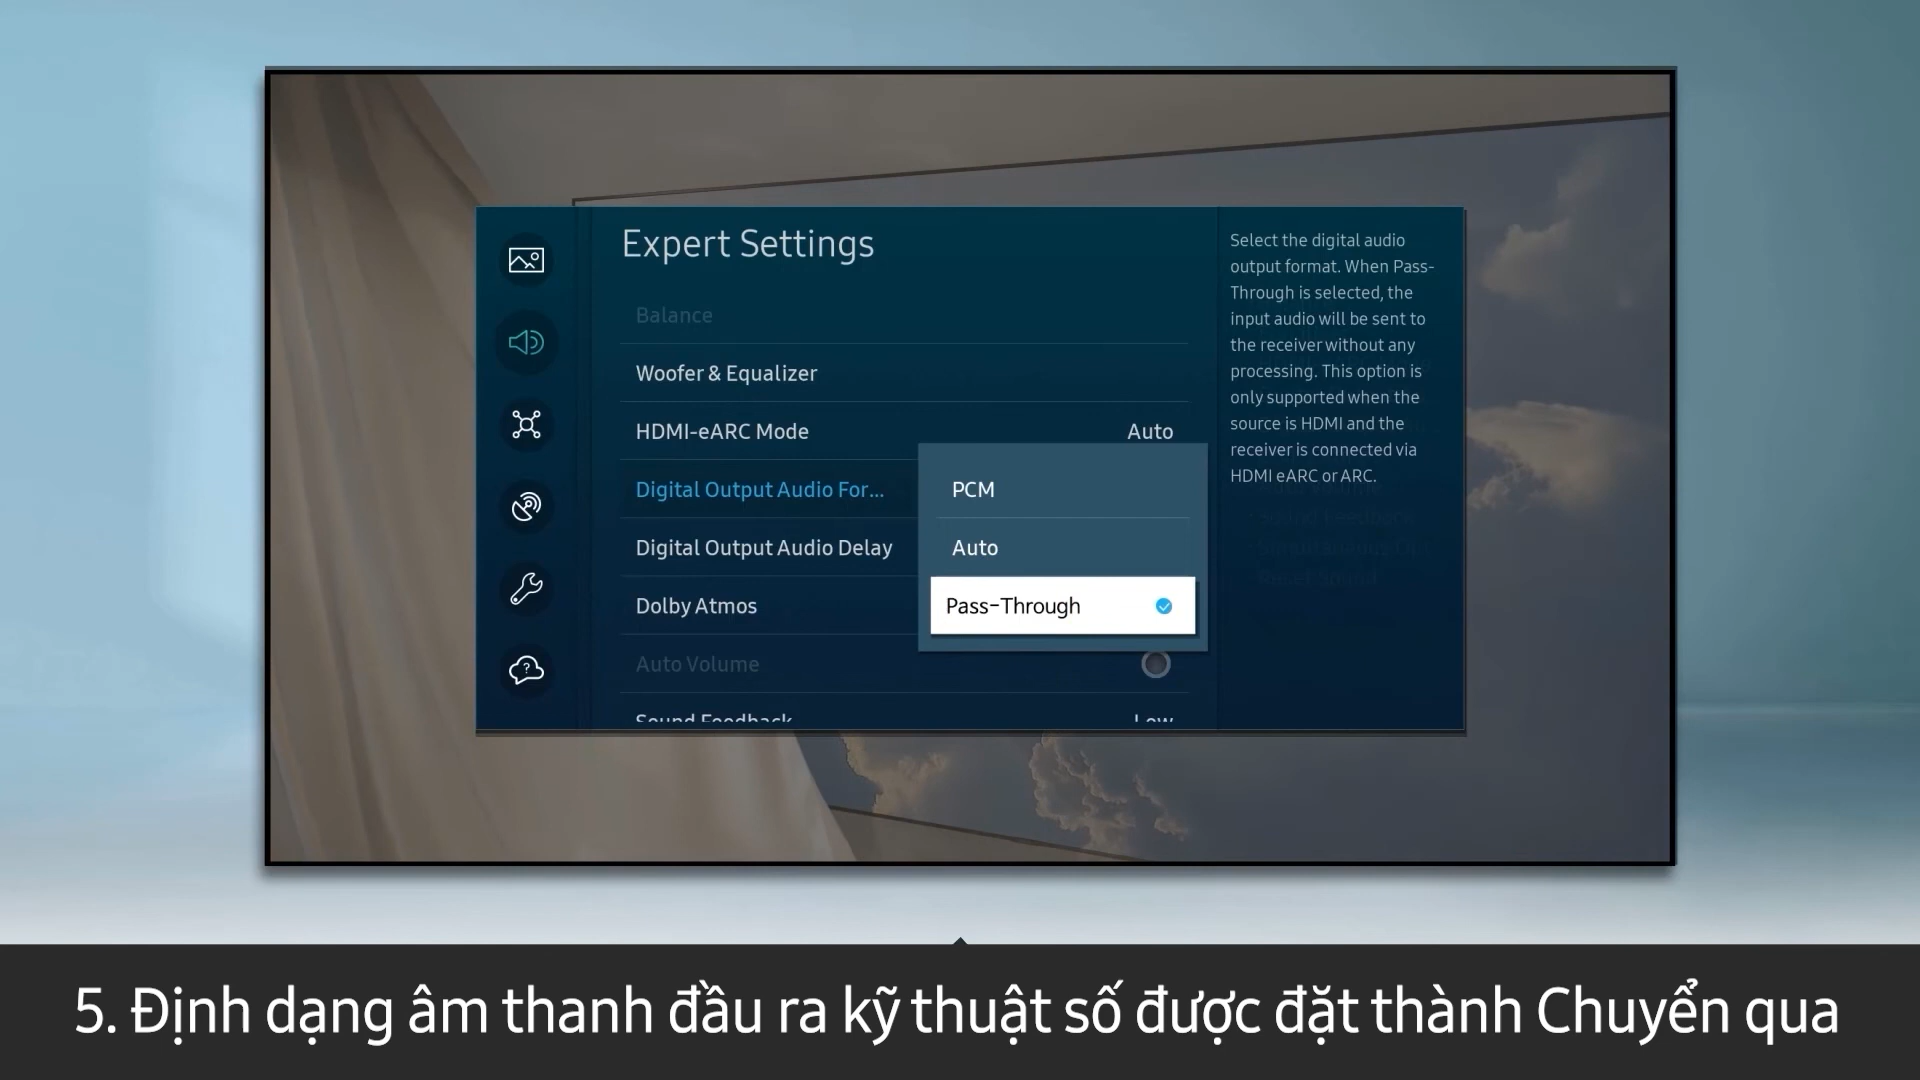 Expert Settings
Balance
Woofer & Equalizer
HDMI-eARC Mode Auto
Digital Output Audio For...
PCM
Digital Output Audio Delay
Auto
Dolby Atmos
Pass-Through
Auto Volume
Sound Feedback Low
Select the digital audio
output format. When Pass-
Through is selected, the
input audio will be sent to
the receiver without any
processing. This option is
only supported when the
source is HDMI and the
receiver is connected via
HDMI eARC or ARC.
5. Định dạng âm thanh đầu ra kỹ thuật số được đặt thành Chuyển qua